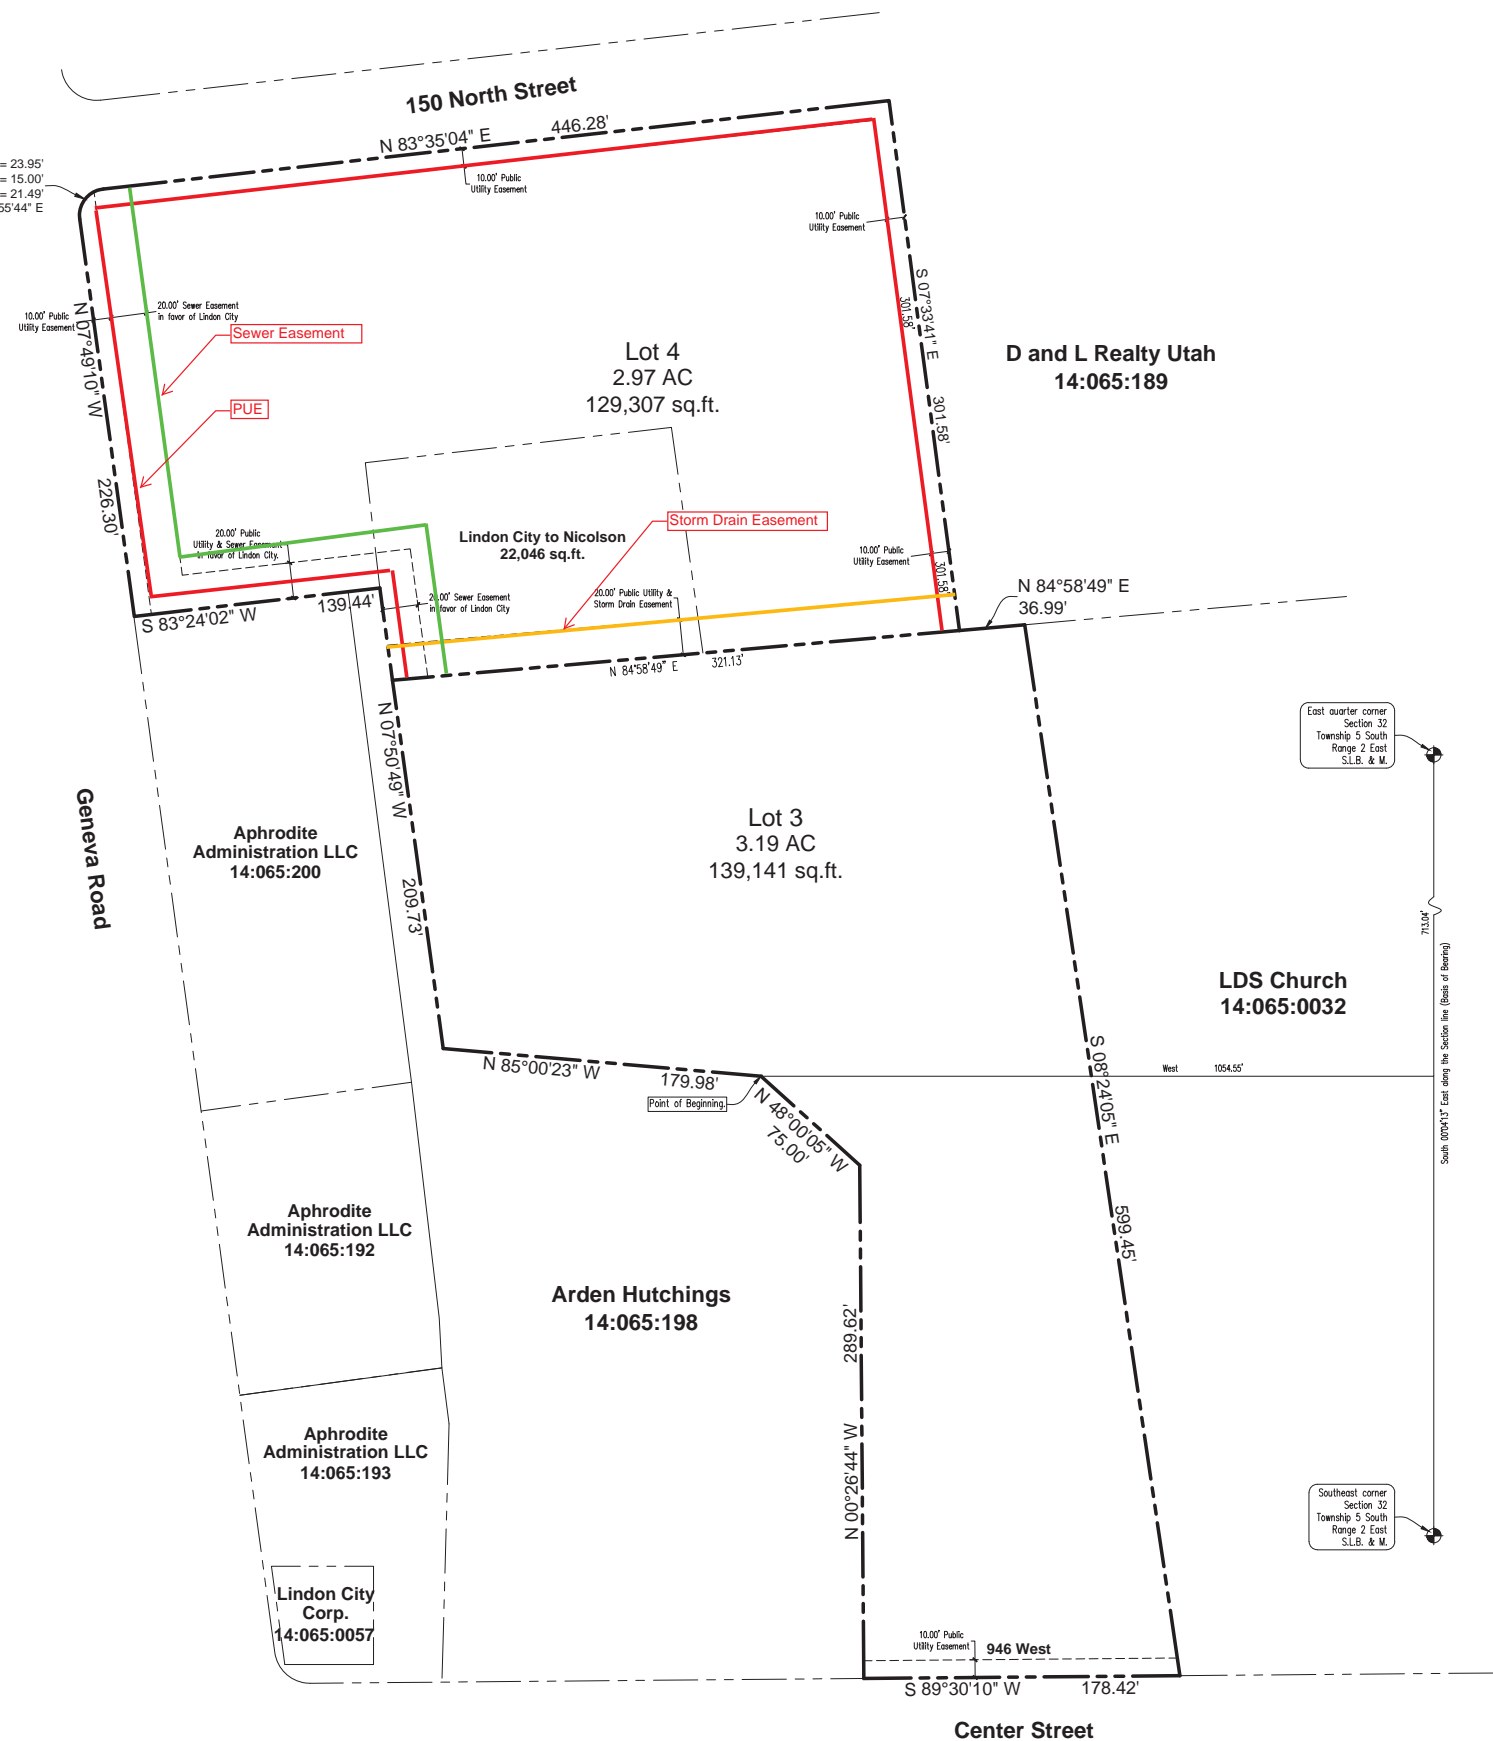 150 North Street
N 83°35'04" E
446.28'
= 23.95'
= 15.00'
= 21.49'
55'44" E
10.00' Public
Utility Easement
10.00' Public
Utility Easement
S 07°33'41" E
301.58'
301.58'
10.00' Public
Utility Easement
20.00' Sewer Easement
in favor of Lindon City
Sewer Easement
N 07°49'10" W
226.30'
PUE
Lot 4
2.97 AC
129,307 sq.ft.
D and L Realty Utah
14:065:189
Storm Drain Easement
Lindon City to Nicolson
22,046 sq.ft.
20.00' Public
Utility & Sewer Easement
in favor of Lindon City.
10.00' Public
Utility Easement
301.58'
20.00' Sewer Easement
in favor of Lindon City
20.00' Public Utility &
Storm Drain Easement
N 84°58'49" E
36.99'
S 83°24'02" W
139.44'
N 84°58'49" E
321.13'
N 07°50'49" W
209.73'
East quarter corner
Section 32
Township 5 South
Range 2 East
S.L.B. & M.
Geneva Road
Aphrodite
Administration LLC
14:065:200
Lot 3
3.19 AC
139,141 sq.ft.
713.04'
South 00°04'13" East along the Section line (Basis of Bearing)
LDS Church
14:065:0032
N 85°00'23" W
179.98'
Point of Beginning.
West
1054.55'
N 48°00'05" W
75.00'
S 08°24'05" E
599.45'
Aphrodite
Administration LLC
14:065:192
Arden Hutchings
14:065:198
289.62'
N 00°26'44" W
Aphrodite
Administration LLC
14:065:193
Southeast corner
Section 32
Township 5 South
Range 2 East
S.L.B. & M.
Lindon City
Corp.
14:065:0057
10.00' Public
Utility Easement
946 West
S 89°30'10" W
178.42'
Center Street